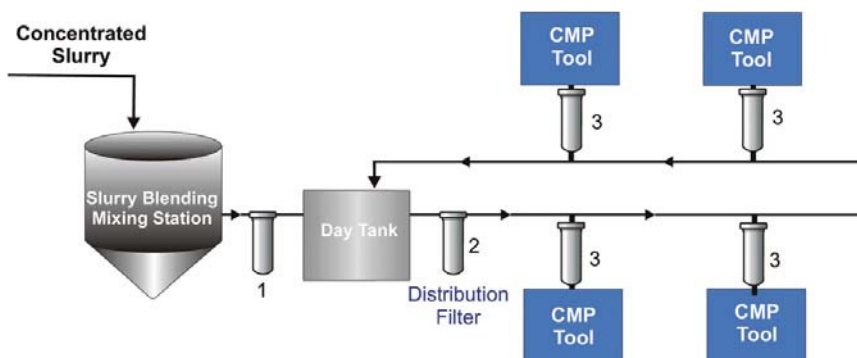 Concentrated
Slurry
CMP
Tool
CMP
Tool
3
3
Slurry Blending
Mixing Station
Day Tank
1
2
Distribution
Filter
3
3
CMP
Tool
CMP
Tool